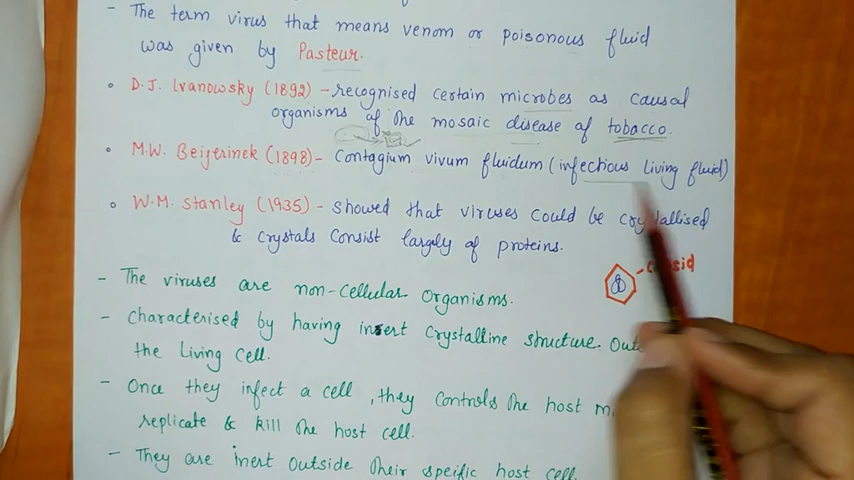 - The term virus that means venom or poisonous fluid
was given by Pasteur.
• D.J. Ivanowsky (1892) - recognised certain microbes as causal
organisms of the mosaic disease of tobacco.
• M.W. Beijerinek (1898) - Contagium vivum fluidum (infectious living fluid)
• W.M. Stanley (1935) - showed that viruses could be crystallised
& crystals consist largely of proteins.
- The viruses are non-cellular organisms.
- Characterised by having inert crystalline structure
the Living cell.
- Once they infect a cell, they controls the host
replicate & kill the host cell.
- They are inert outside their speific host cell.